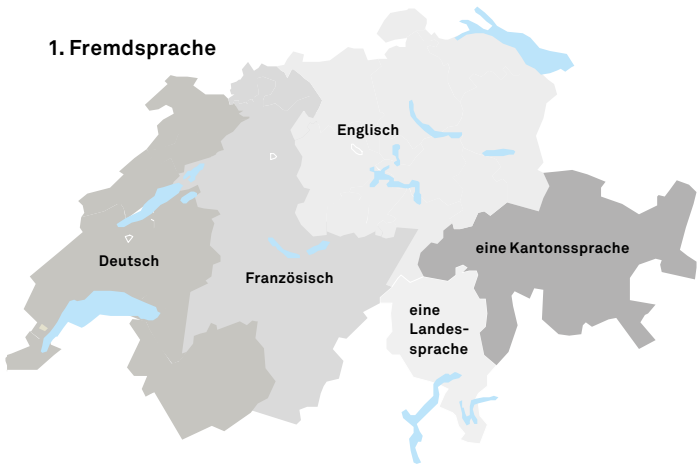 1. Fremdsprache
Englisch
eine Kantonssprache
Deutsch
Französisch
eine
Landes-
sprache